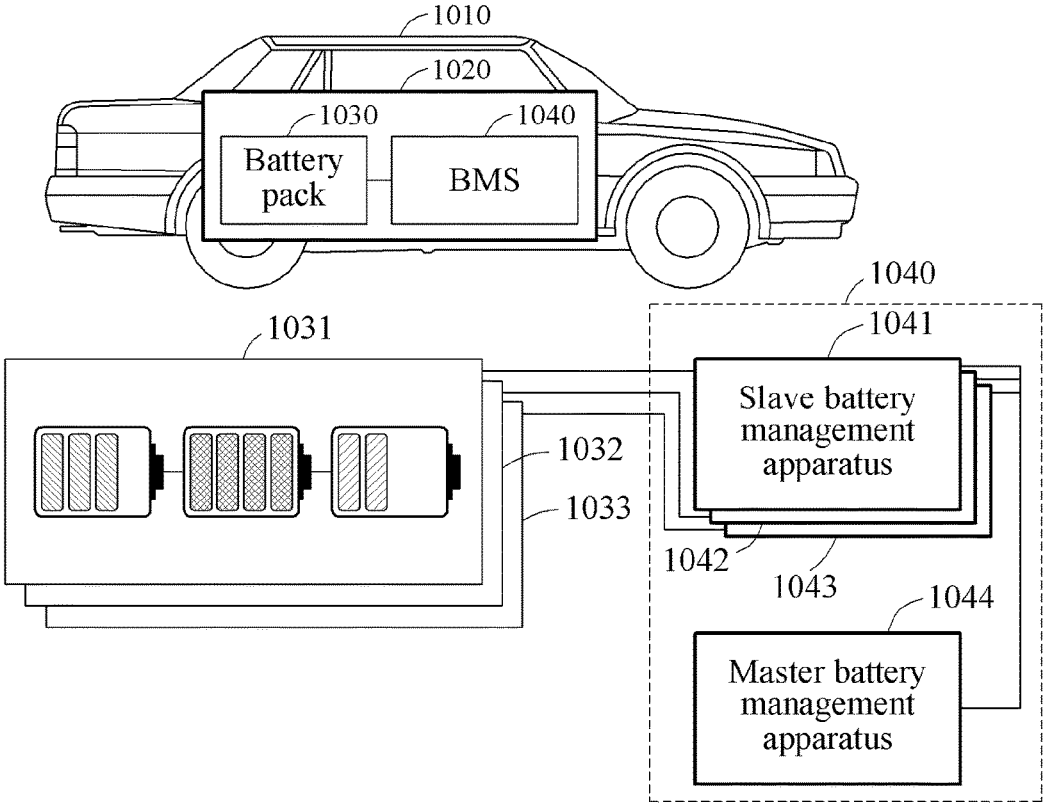 1010
1020
1030
1040
Battery
pack
BMS
1040
1031
1041
Slave battery
management
apparatus
1032
1033
1042
1043
1044
Master battery
management
apparatus